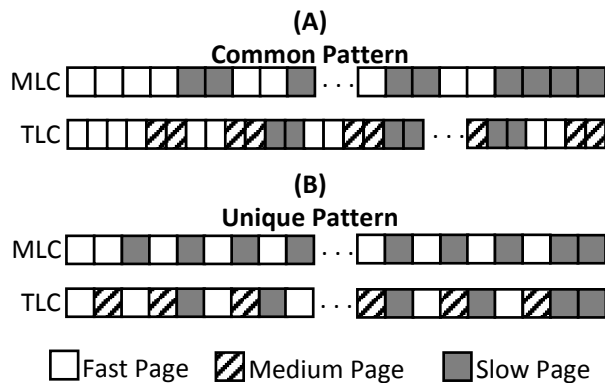 (A)
Common Pattern
MLC
. . .
TLC
. . .
(B)
Unique Pattern
MLC
. . .
TLC
. . .
Fast Page Medium Page Slow Page